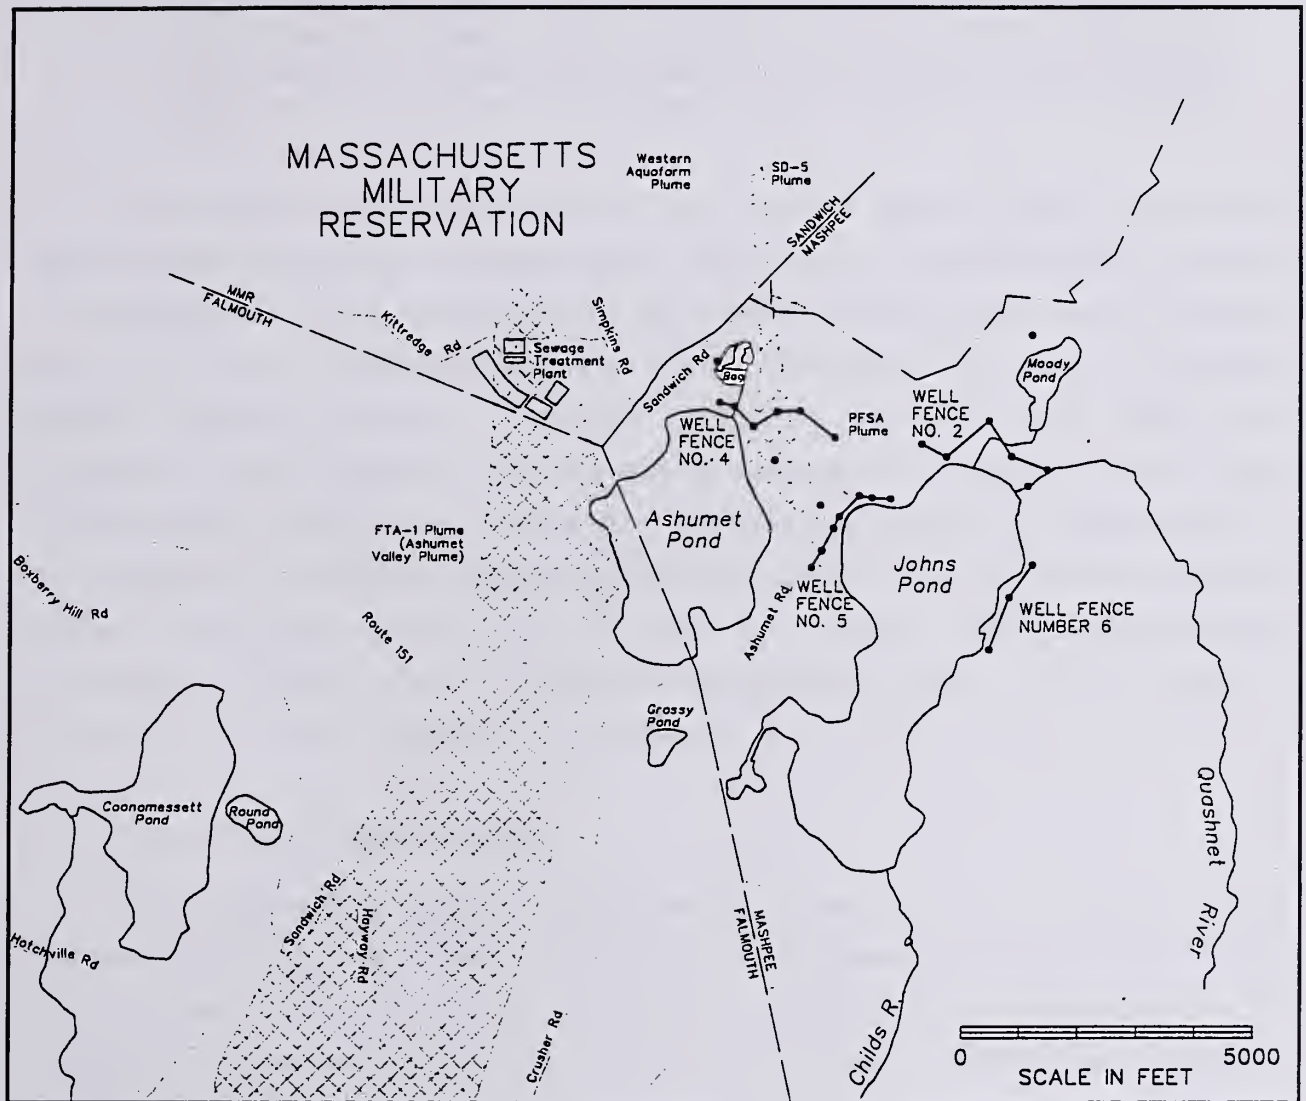 MASSACHUSETTS
MILITARY
RESERVATION
Western
Aquaform
Plume
SD-5
Plume
SANDWICH
MASHPEE
MMR
FALMOUTH
Kittredge Rd
Simpkins Rd
Sewage
Treatment
Plant
Sandwich Rd
Bog
Moody
Pond
WELL
FENCE
NO. 4
PFSA
Plume
WELL
FENCE
NO. 2
FTA-1 Plume
(Ashumet
Valley Plume)
Ashumet
Pond
Johns
Pond
Boxberry Hill Rd
Route 151
Ashumet Rd
WELL
FENCE
NO. 5
WELL FENCE
NUMBER 6
Grassy
Pond
Coonamessett
Pond
Round
Pond
Quashnet River
Sandwich Rd
Hayway Rd
Hatchville Rd
MASHPEE
FALMOUTH
Crusher Rd
Childs R.
0 5000
SCALE IN FEET